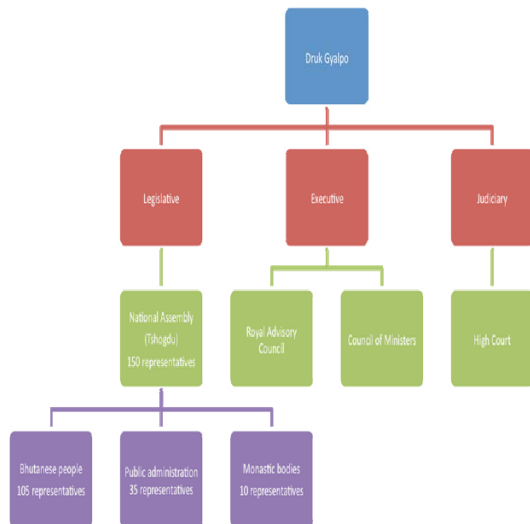 Druk Gyalpo
Legislative
Executive
Judiciary
National Assembly
(Tshogdu)
150 representatives
Royal Advisory
Council
Council of Ministers
High Court
Bhutanese people
105 representatives
Public administration
35 representatives
Monastic bodies
10 representatives